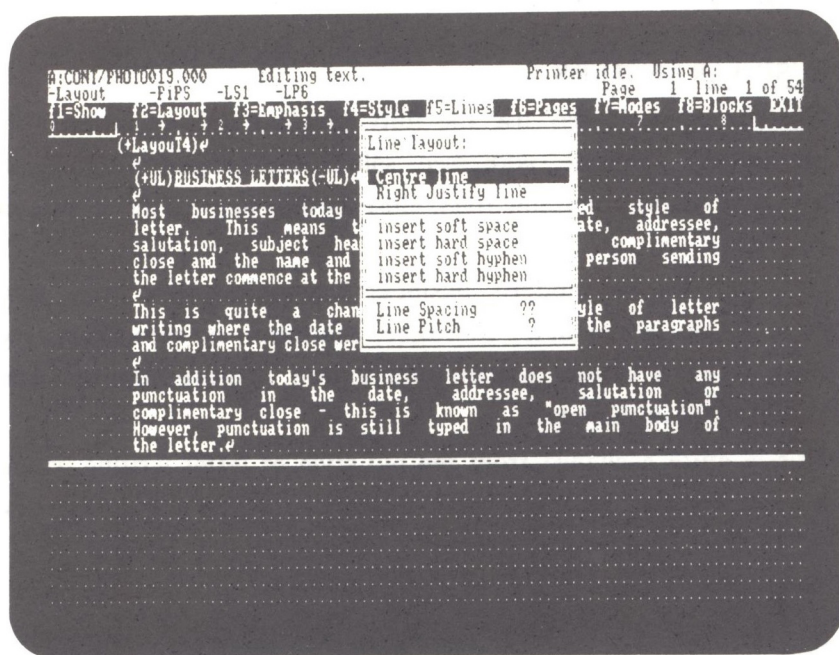 A:CONT/PHOTO019.000 Editing text. Printer idle. Using A:
-Layout -PiPS -LS1 -LP6 Page 1 line 1 of 54
f1=Show f2=Layout f3=Emphasis f4=Style f5=Lines f6=Pages f7=Modes f8=Blocks EXIT
0 1 2 3 7 8
(+LayouT4)
(+UL)BUSINESS LETTERS(-UL)
Line layout:
Centre line
Right Justify line
insert soft space
insert hard space
insert soft hyphen
insert hard hyphen
Line Spacing ??
Line Pitch ?
Most businesses today ed style of
letter. This means t ate, addressee,
salutation, subject hea complimentary
close and the name and person sending
the letter commence at the
This is quite a chan yle of letter
writing where the date the paragraphs
and complimentary close wer
In addition today's business letter does not have any
punctuation in the date, addressee, salutation or
complimentary close - this is known as "open punctuation".
However, punctuation is still typed in the main body of
the letter.